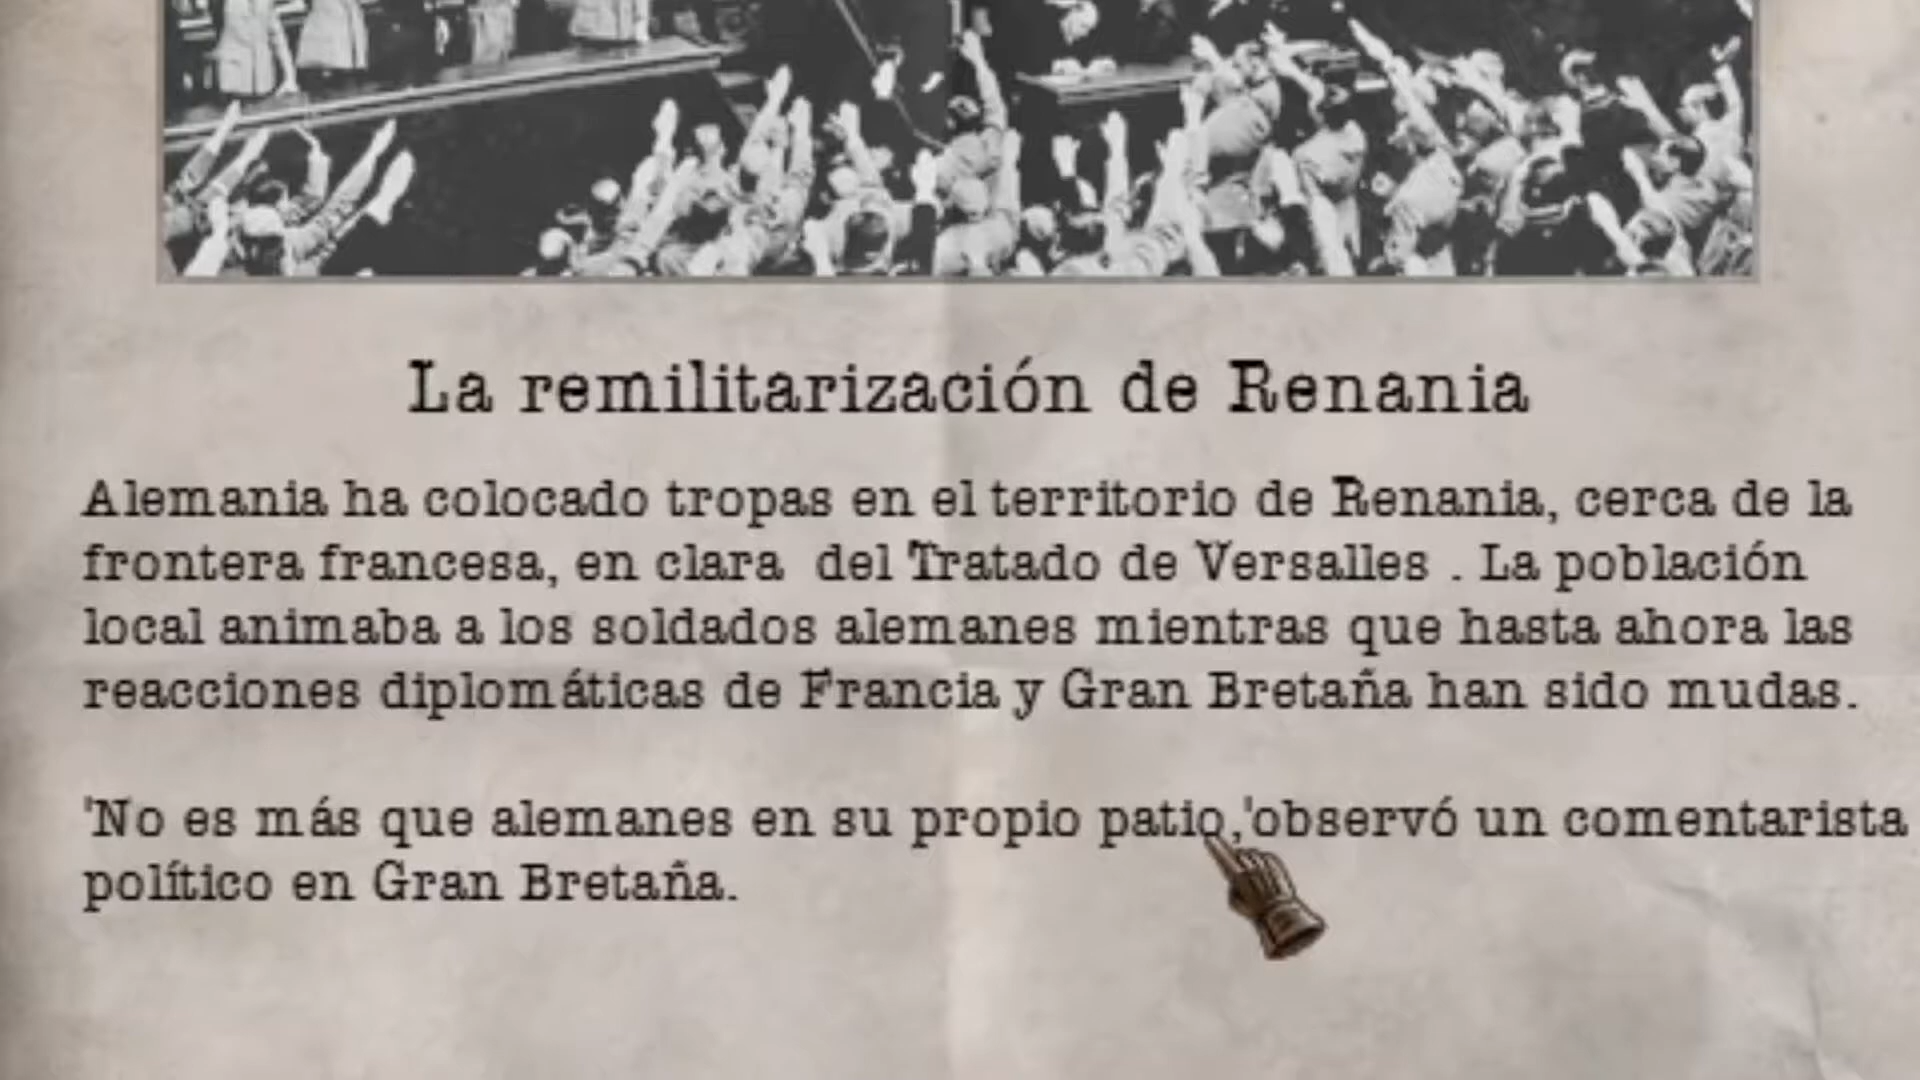 La remilitarización de Renania
Alemania ha colocado tropas en el territorio de Renania, cerca de la
frontera francesa, en clara  del Tratado de Versalles . La población
local animaba a los soldados alemanes mientras que hasta ahora las
reacciones diplomáticas de Francia y Gran Bretaña han sido mudas.
'No es más que alemanes en su propio patio,'observó un comentarista
político en Gran Bretaña.